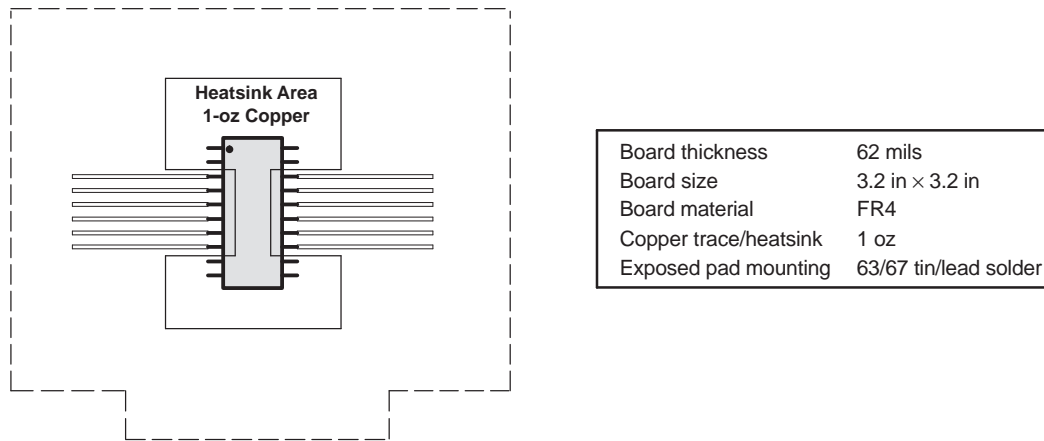 Heatsink Area
1-oz Copper
Board thickness 62 mils
Board size 3.2 in × 3.2 in
Board material FR4
Copper trace/heatsink 1 oz
Exposed pad mounting 63/67 tin/lead solder